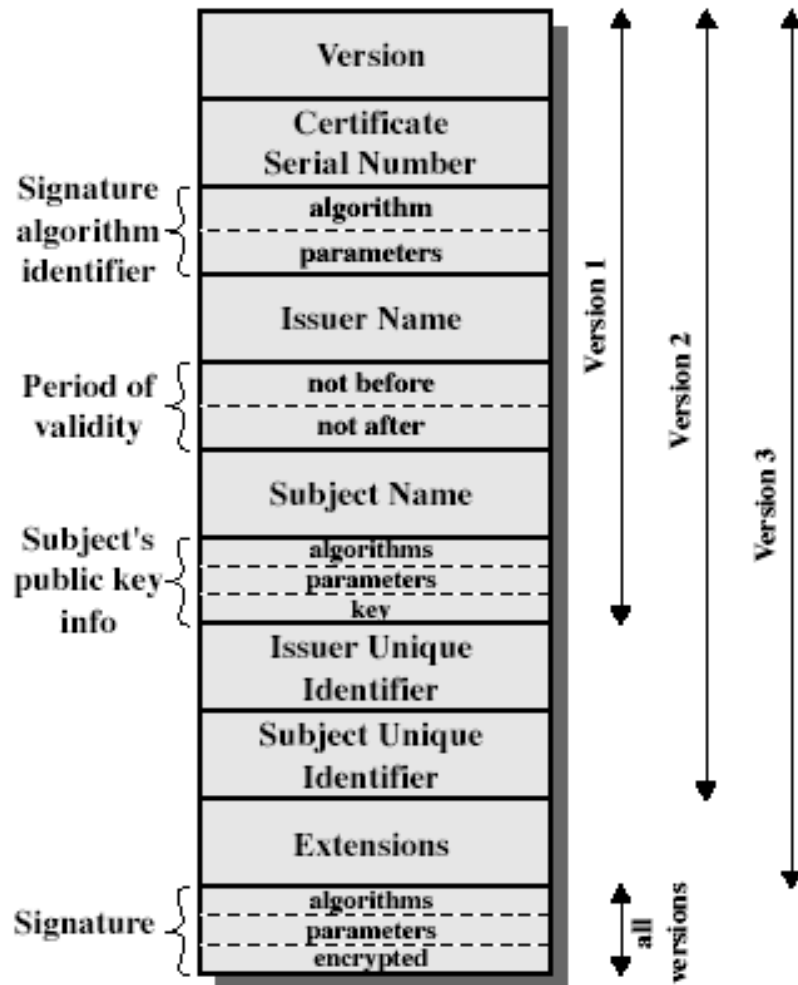 Version
Certificate
Serial Number
Signature
algorithm
identifier
algorithm
parameters
Issuer Name
Period of
validity
not before
not after
Subject Name
Subject's
public key
info
algorithms
parameters
key
Issuer Unique
Identifier
Subject Unique
Identifier
Extensions
Signature
algorithms
parameters
encrypted
Version 1
Version 2
Version 3
all
versions